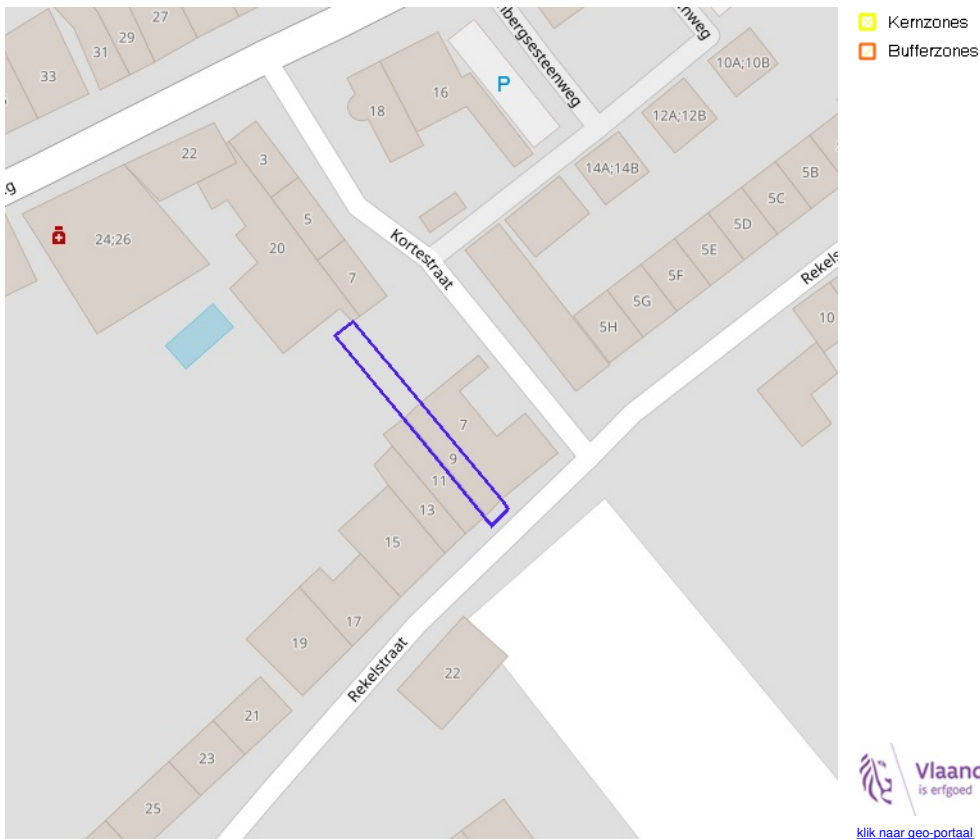 27
29
31
33
nbergsesteenweg
nweg
10A;10B
16
P
18
12A;12B
22
3
14A;14B
5B
5C
g
5
5D
24;26
20
Kortestraat
5E
7
5F
Rekels
5G
10
5H
7
9
11
13
15
17
19
Rekelstraat
22
21
23
25
Kernzones
Bufferzones
Vlaand
is erfgoed
klik naar geo-portaal